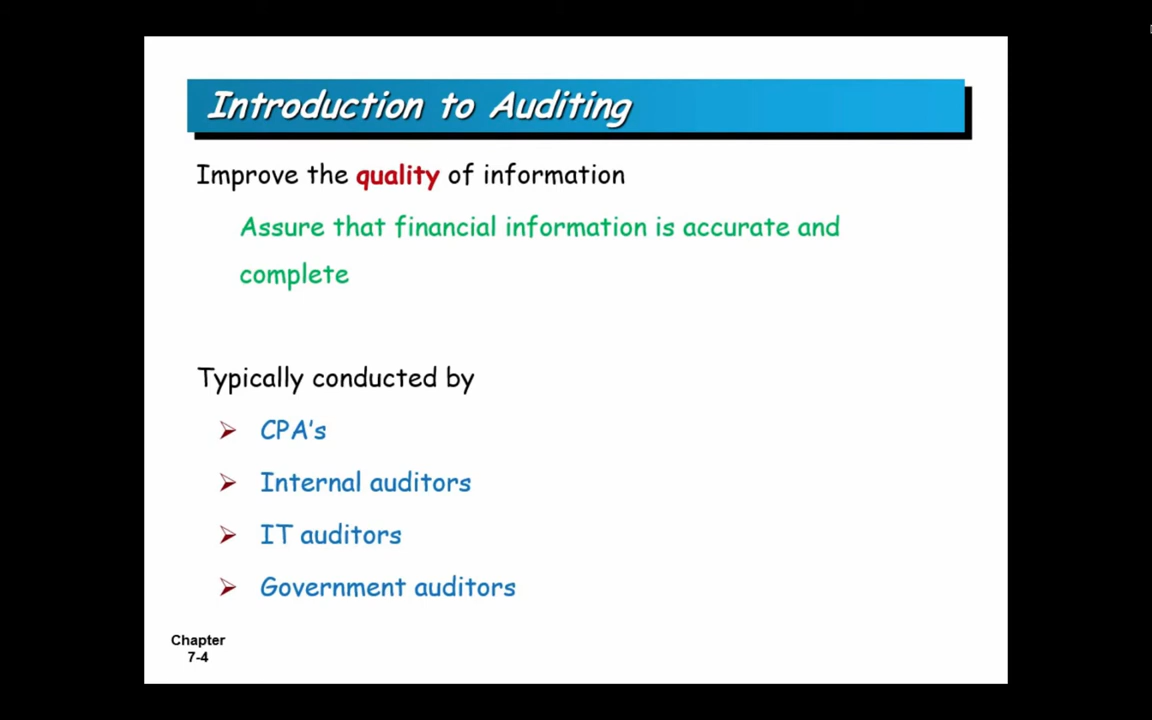 Introduction to Auditing
Improve the quality of information
Assure that financial information is accurate and
complete
Typically conducted by
CPA's
Internal auditors
IT auditors
Government auditors
Chapter
7-4